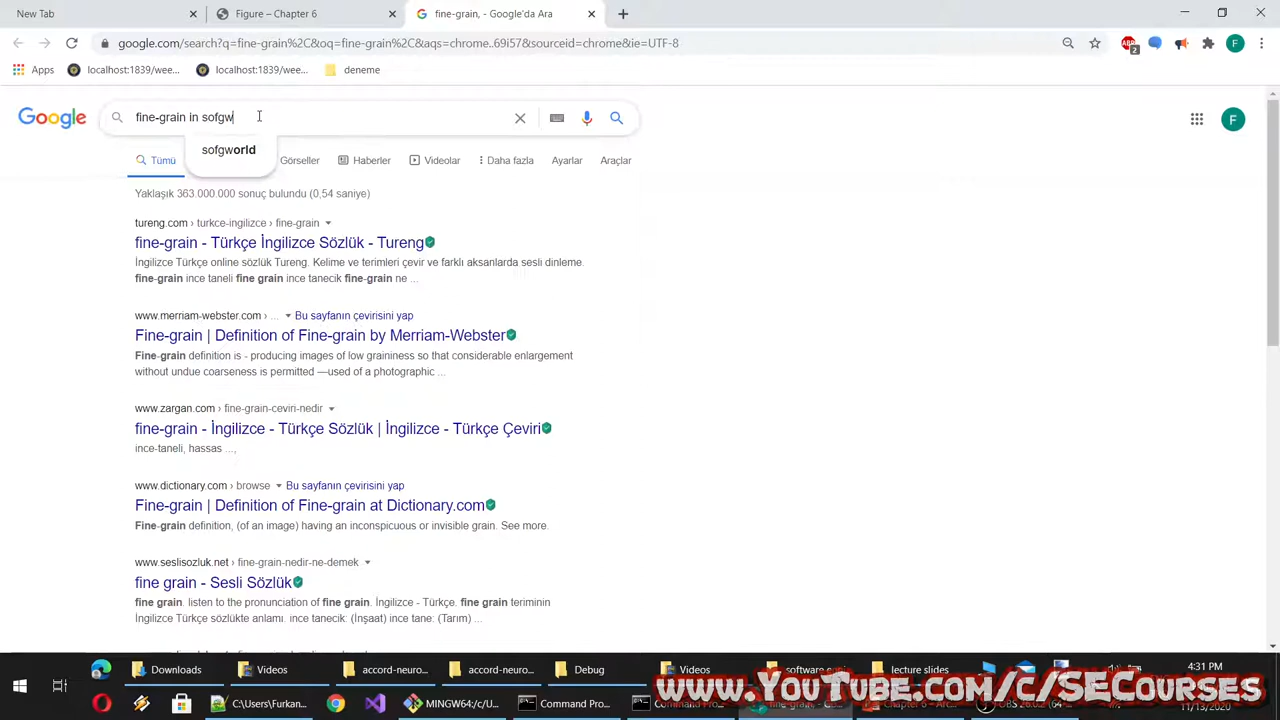 New Tab
Figure – Chapter 6
fine-grain, - Google'da Ara
google.com/search?q=fine-grain%2C&oq=fine-grain%2C&aqs=chrome..69i57&sourceid=chrome&ie=UTF-8
ABP
2
F
Apps
localhost:1839/wee...
localhost:1839/wee...
deneme
Google
fine-grain in sofgw
F
sofgworld
Tümü
Görseller
Haberler
Videolar
Daha fazla
Ayarlar
Araçlar
Yaklaşık 363.000.000 sonuç bulundu (0,54 saniye)
tureng.com › turkce-ingilizce › fine-grain
fine-grain - Türkçe İngilizce Sözlük - Tureng
İngilizce Türkçe online sözlük Tureng. Kelime ve terimleri çevir ve farklı aksanlarda sesli dinleme.
fine-grain ince taneli fine grain ince tanecik fine-grain ne ...
www.merriam-webster.com › ... Bu sayfanın çevirisini yap
Fine-grain | Definition of Fine-grain by Merriam-Webster
Fine-grain definition is - producing images of low graininess so that considerable enlargement
without undue coarseness is permitted —used of a photographic ...
www.zargan.com › fine-grain-ceviri-nedir
fine-grain - İngilizce - Türkçe Sözlük | İngilizce - Türkçe Çeviri
ince-taneli, hassas ...,
www.dictionary.com › browse Bu sayfanın çevirisini yap
Fine-grain | Definition of Fine-grain at Dictionary.com
Fine-grain definition, (of an image) having an inconspicuous or invisible grain. See more.
www.seslisozluk.net › fine-grain-nedir-ne-demek
fine grain - Sesli Sözlük
fine grain. listen to the pronunciation of fine grain. İngilizce - Türkçe. fine grain teriminin
İngilizce Türkçe sözlükte anlamı. ince tanecik: (İnşaat) ince tane: (Tarım) ...
Downloads
Videos
accord-neuro...
accord-neuro...
Debug
Videos
lecture slides
4:31 PM
C:\Users\Furkan...
MINGW64:/c/U...
Command Pro...
11/13/2020
www.YouTube.com/c/SECourses